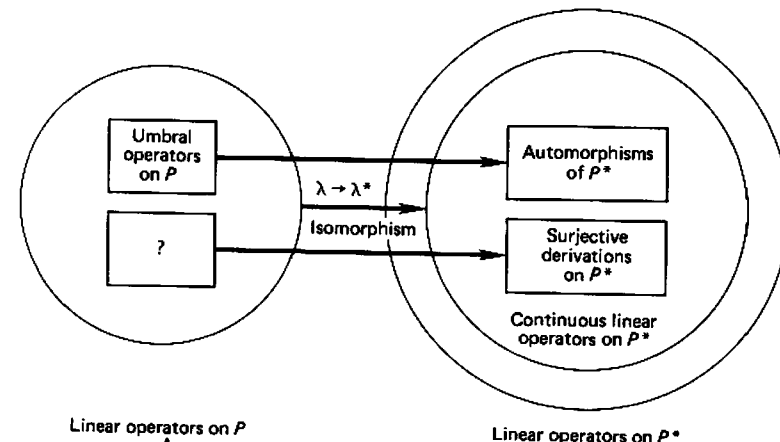 Umbral
operators
on P
Automorphisms
of P*
λ → λ*
Isomorphism
?
Surjective
derivations
on P*
Continuous linear
operators on P*
Linear operators on P
Linear operators on P*